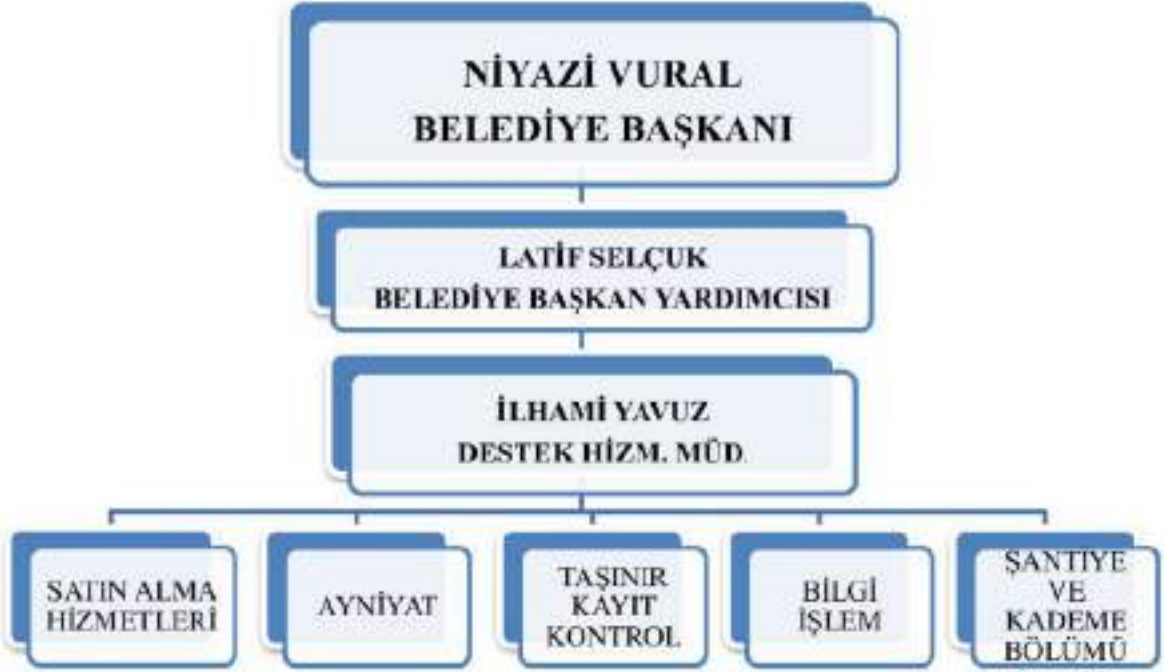 NİYAZİ VURAL
BELEDİYE BAŞKANI
LATİF SELÇUK
BELEDİYE BAŞKAN YARDIMCISI
İLHAMİ YAVUZ
DESTEK HİZM. MÜD.
SATIN ALMA
HİZMETLERİ
AYNİYAT
TAŞINIR
KAYIT
KONTROL
BİLGİ
İŞLEM
ŞANTİYE
VE
KADEME
BÖLÜMÜ